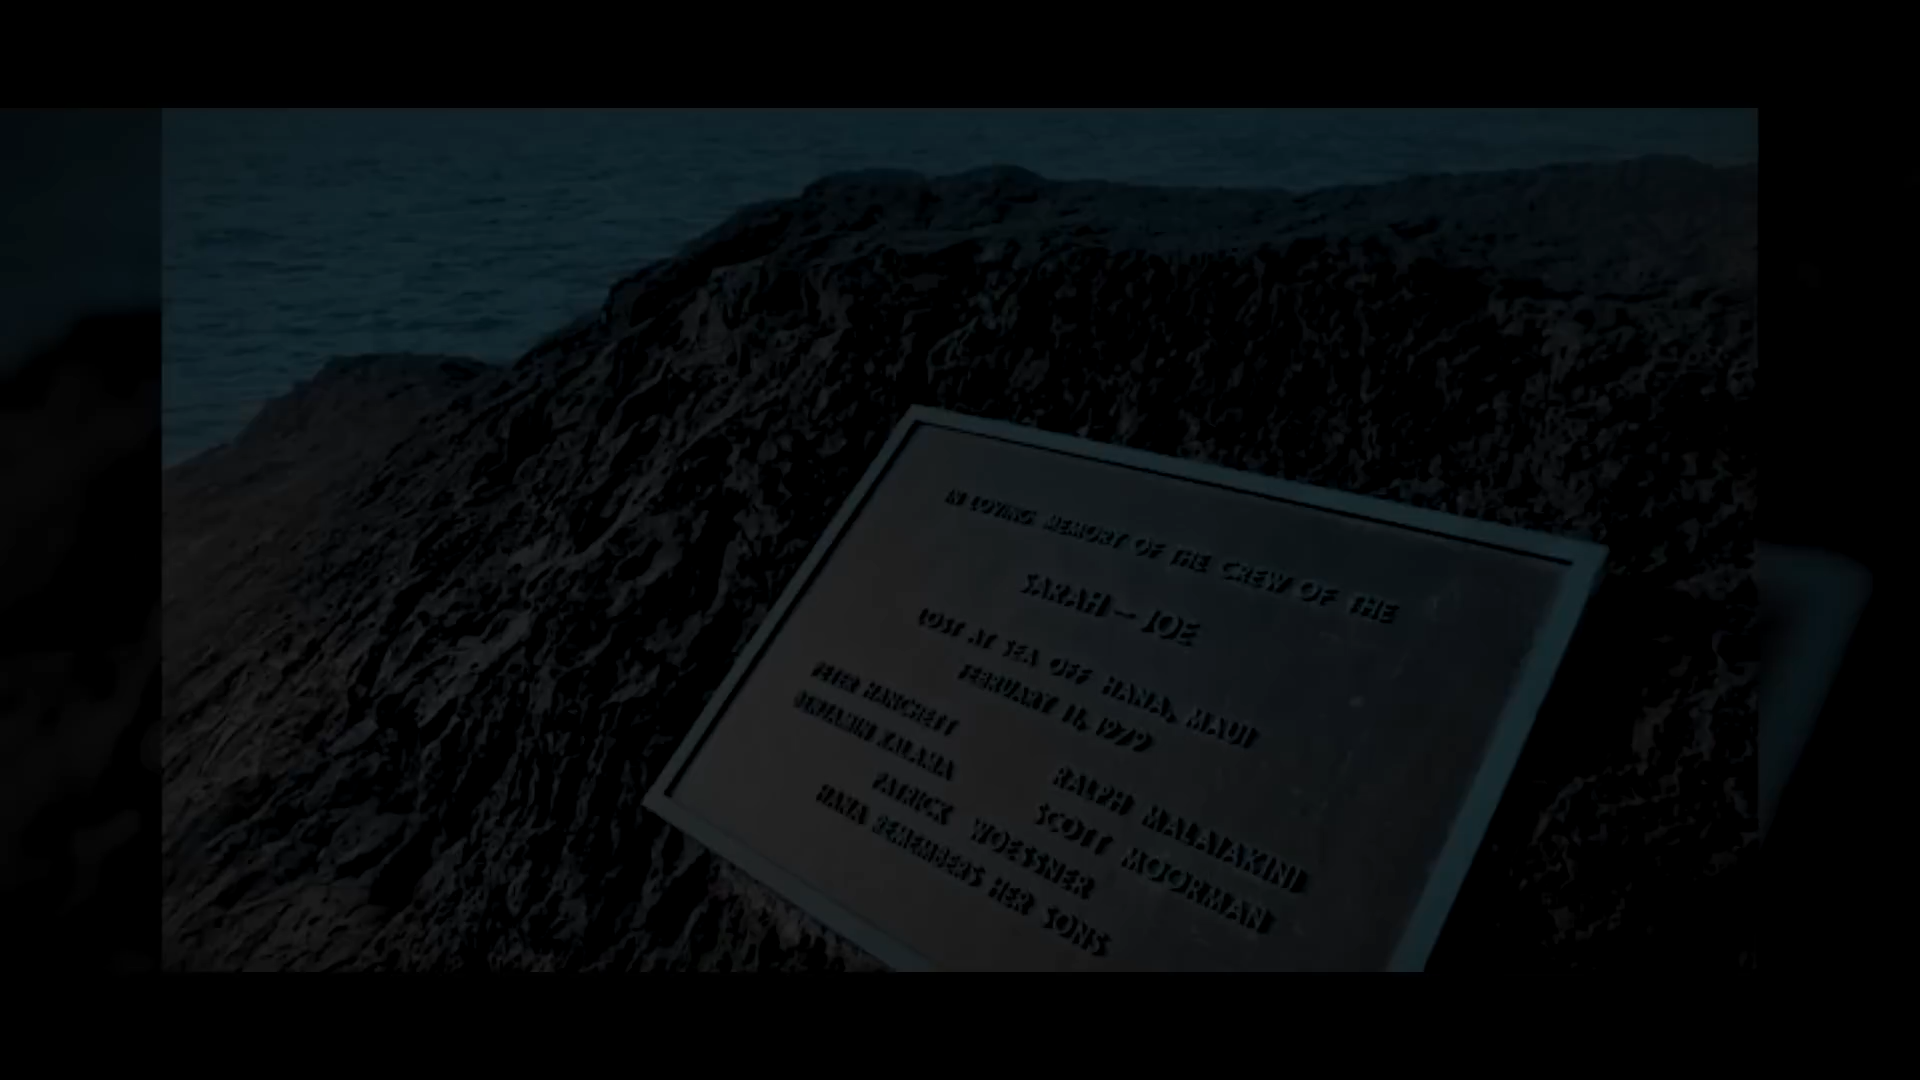 IN LOVING MEMORY OF THE CREW OF THE
SARAH – JOE
LOST AT SEA OFF HANA, MAUI
FEBRUARY 11, 1979
PETER HANCHETT
RALPH MALAIAKINI
BENJAMIN KALAMA
SCOTT MOORMAN
PATRICK WOESSNER
HANA REMEMBERS HER SONS